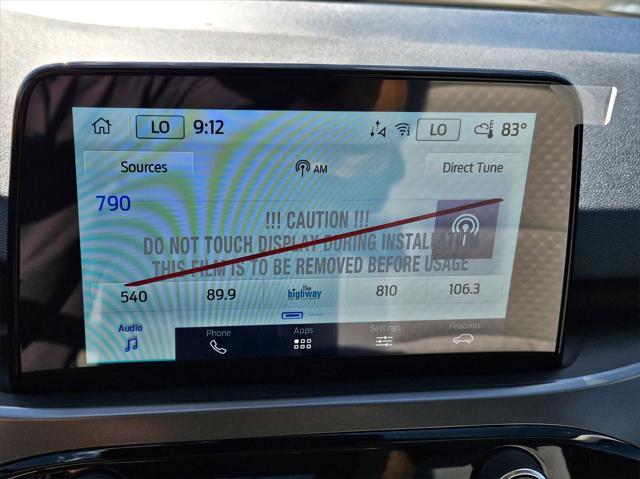 LO 9:12 LO 83°
Sources AM Direct Tune
790
!!! CAUTION !!!
DO NOT TOUCH DISPLAY DURING INSTALLATION
THIS FILM IS TO BE REMOVED BEFORE USAGE
540 89.9 the highway 810 106.3
Audio Phone Apps Settings Features